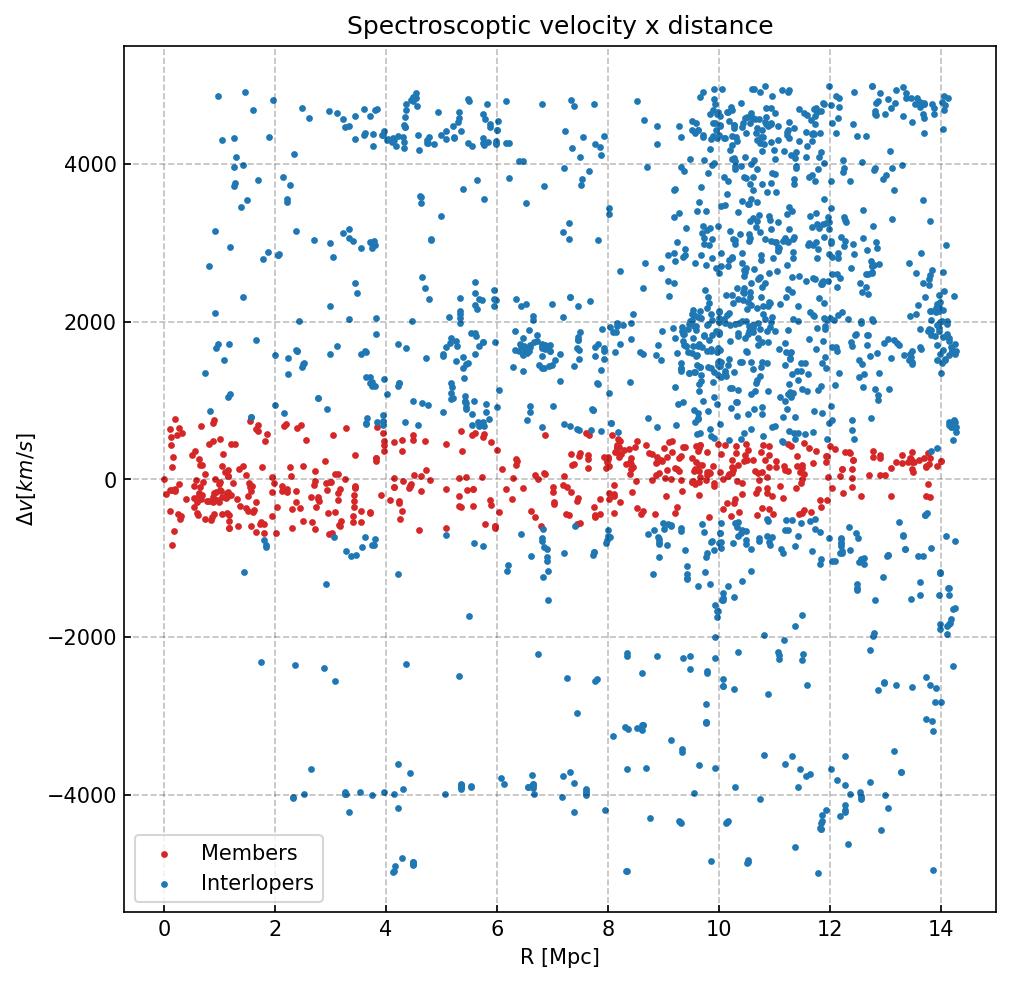 Spectroscoptic velocity x distance
4000
2000
0
−2000
−4000
Δv[km/s]
Members
Interlopers
0 2 4 6 8 10 12 14
R [Mpc]